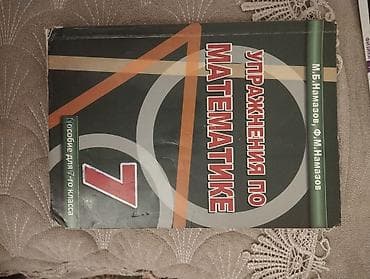 М.Б.Намазов, Ф.М.Намазов
УПРАЖНЕНИЯ ПО
МАТЕМАТИКЕ
7
Пособие для 7-го класса